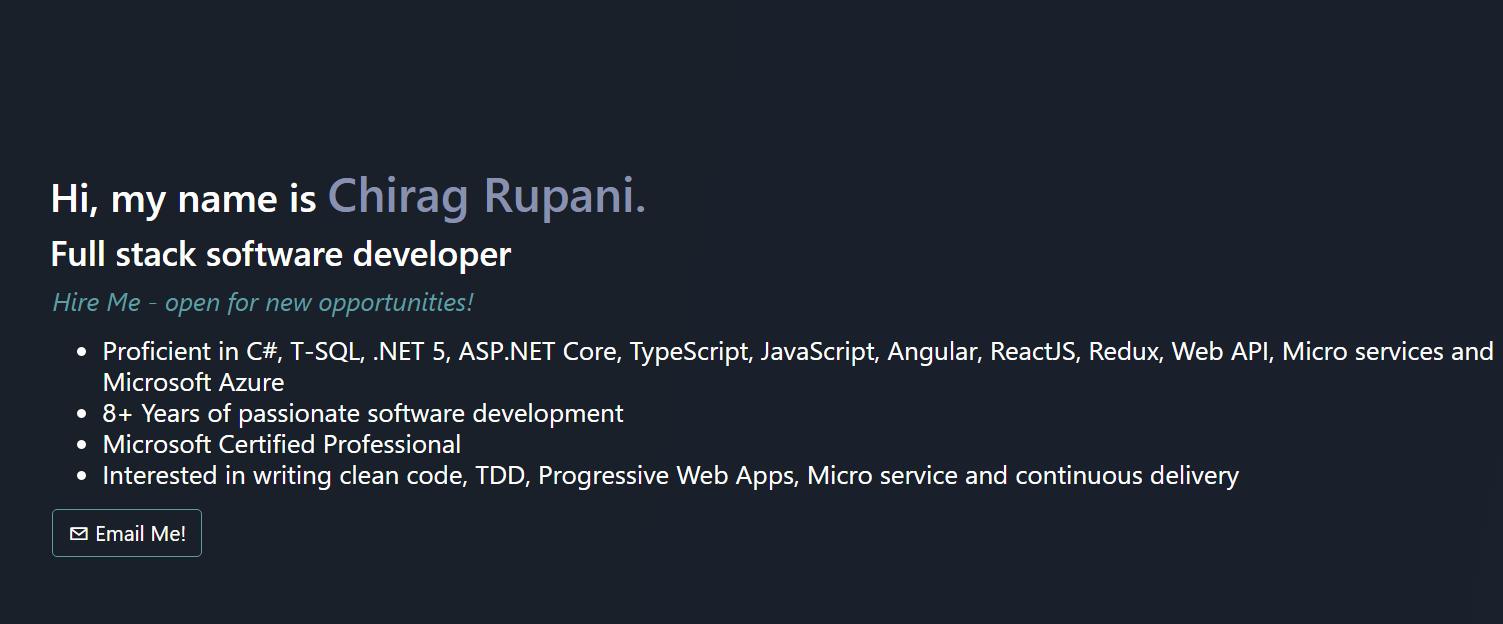 Hi, my name is Chirag Rupani.
Full stack software developer
Hire Me - open for new opportunities!
Proficient in C#, T-SQL, .NET 5, ASP.NET Core, TypeScript, JavaScript, Angular, ReactJS, Redux, Web API, Micro services and
Microsoft Azure
8+ Years of passionate software development
Microsoft Certified Professional
Interested in writing clean code, TDD, Progressive Web Apps, Micro service and continuous delivery
Email Me!